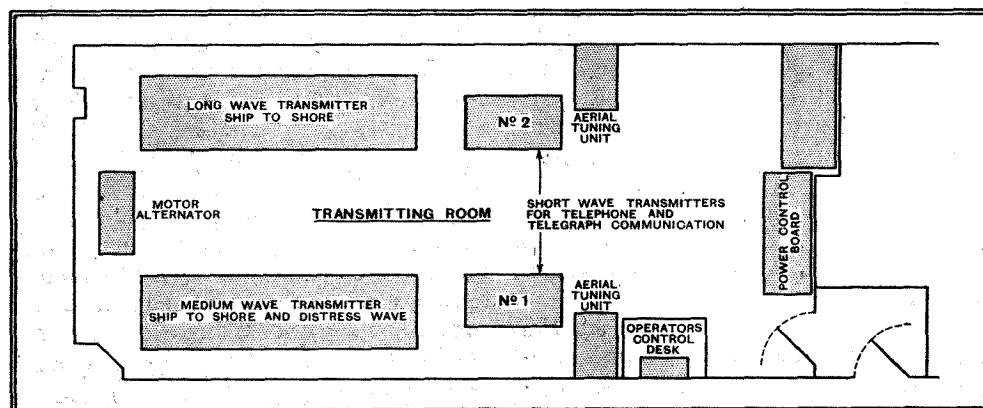 LONG WAVE TRANSMITTER
SHIP TO SHORE
Nº 2
AERIAL
TUNING
UNIT
MOTOR
ALTERNATOR
TRANSMITTING ROOM
SHORT WAVE TRANSMITTERS
FOR TELEPHONE AND
TELEGRAPH COMMUNICATION
POWER CONTROL
BOARD
MEDIUM WAVE TRANSMITTER
SHIP TO SHORE AND DISTRESS WAVE
Nº 1
AERIAL
TUNING
UNIT
OPERATORS
CONTROL
DESK